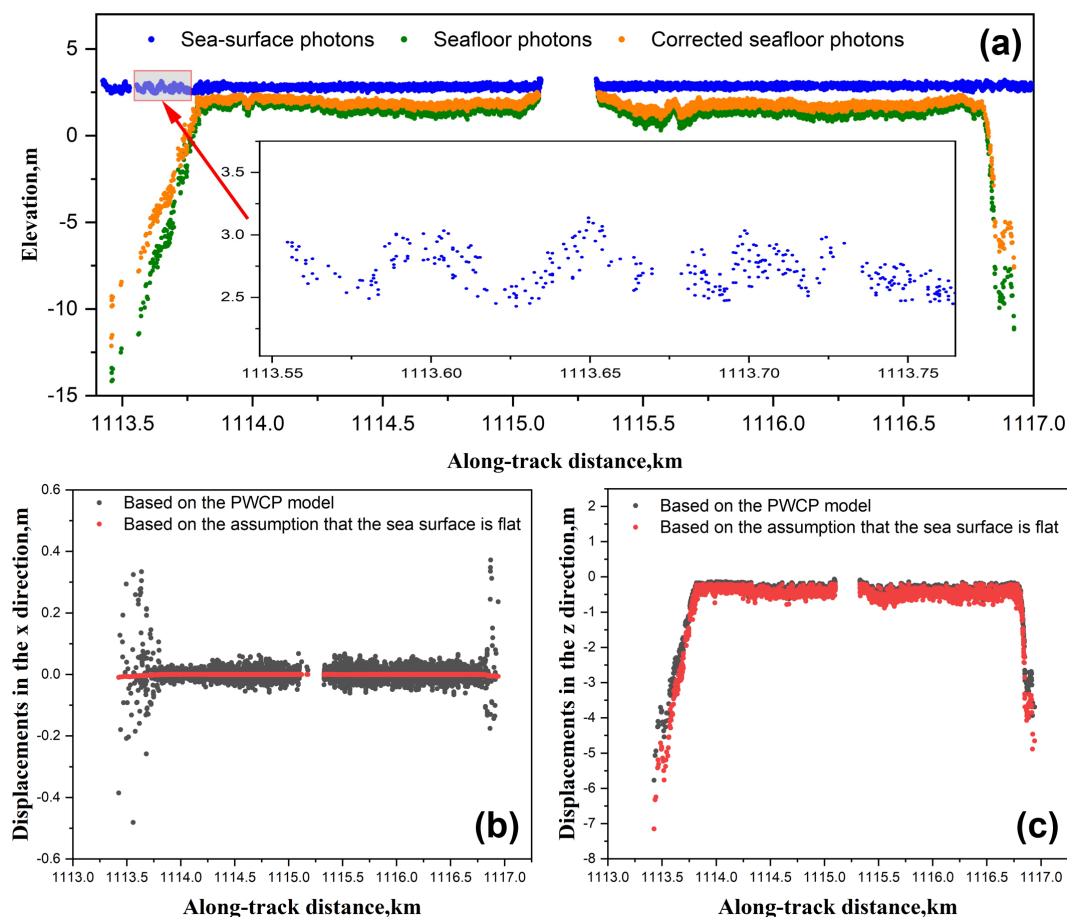 Sea-surface photons Seafloor photons Corrected seafloor photons (a)
5
0
-5
-10
-15
Elevation,m
3.5
3.0
2.5
1113.55 1113.60 1113.65 1113.70 1113.75
1113.5 1114.0 1114.5 1115.0 1115.5 1116.0 1116.5 1117.0
Along-track distance,km
0.6
0.4
0.2
0.0
-0.2
-0.4
-0.6
Displacements in the x direction,m
Based on the PWCP model
Based on the assumption that the sea surface is flat
(b)
1113.0 1113.5 1114.0 1114.5 1115.0 1115.5 1116.0 1116.5 1117.0
Along-track distance,km
2
1
0
-1
-2
-3
-4
-5
-6
-7
-8
Displacements in the z direction,m
Based on the PWCP model
Based on the assumption that the sea surface is flat
(c)
1113.0 1113.5 1114.0 1114.5 1115.0 1115.5 1116.0 1116.5 1117.0
Along-track distance,km